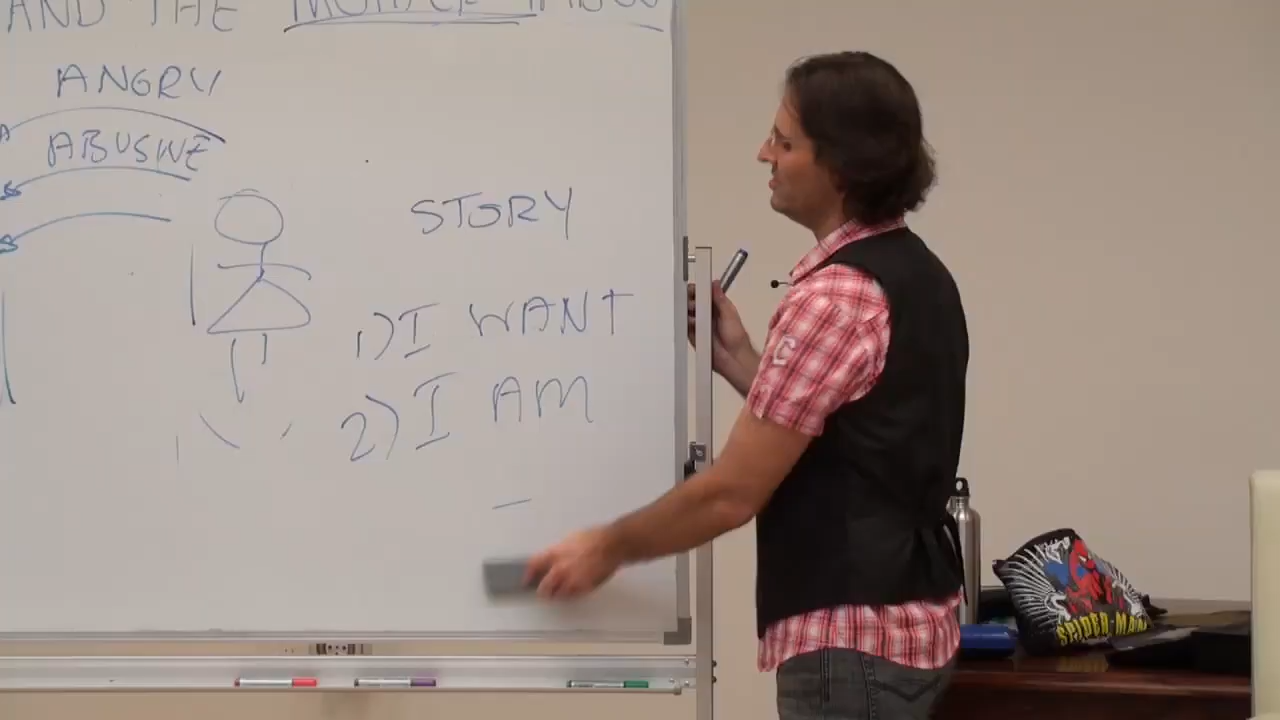 AND THE
ANGRY
ABUSIVE
STORY
1) I WANT
2) I AM
C
SPIDER-MAN